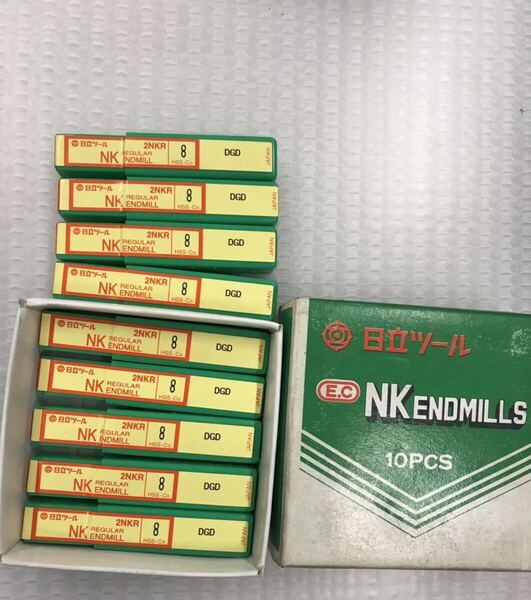 日立ツール 2NKR 8 DGD
NK REGULAR ENDMILL HSS-Co JAPAN
日立ツール 2NKR 8 DGD
NK REGULAR ENDMILL HSS-Co JAPAN
日立ツール 2NKR 8 DGD
NK REGULAR ENDMILL HSS-Co JAPAN
日立ツール 2NKR 8 DGD
NK REGULAR ENDMILL HSS-Co JAPAN
日立ツール 2NKR 8 DGD
NK REGULAR ENDMILL HSS-Co JAPAN
日立ツール 2NKR 8 DGD
NK REGULAR ENDMILL HSS-Co JAPAN
日立ツール 2NKR 8 DGD
NK REGULAR ENDMILL HSS-Co JAPAN
日立ツール 2NKR 8 DGD
NK REGULAR ENDMILL HSS-Co JAPAN
日立ツール 2NKR 8 DGD
NK REGULAR ENDMILL HSS-Co JAPAN
日立ツール
E.C NK ENDMILLS
10PCS